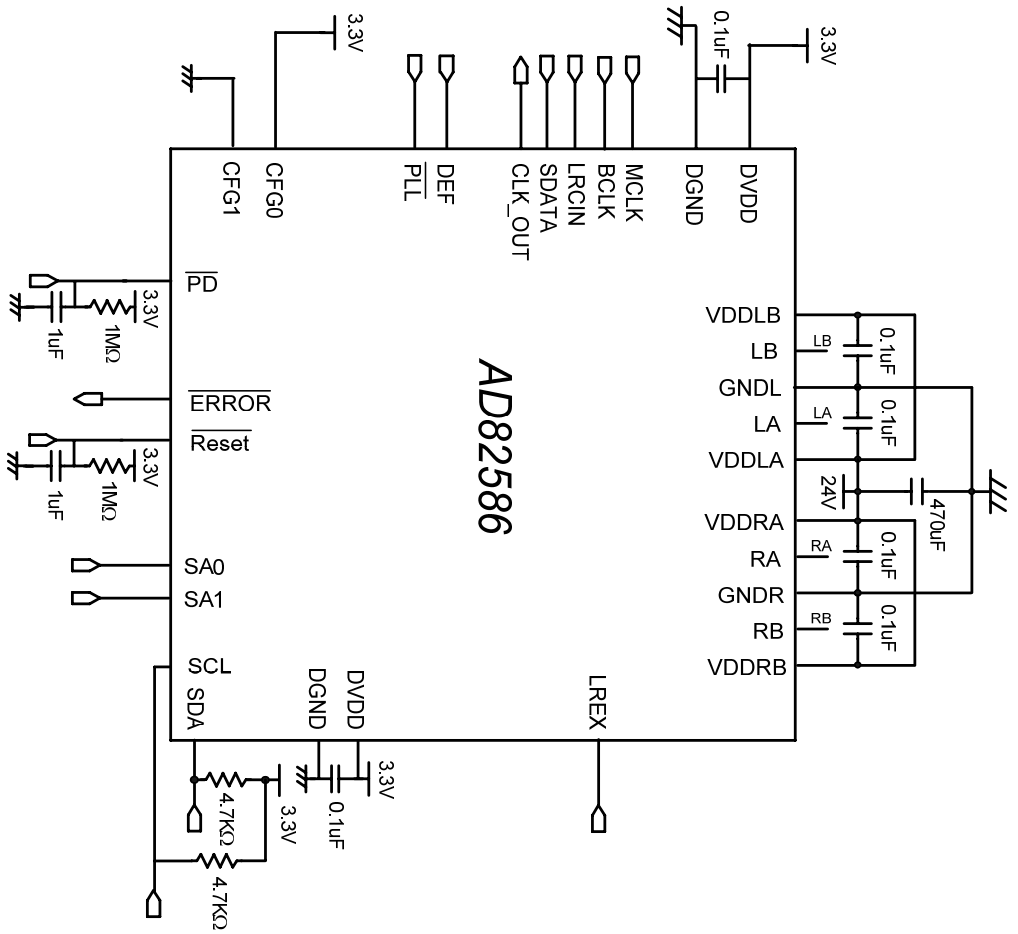 3.3V
0.1uF
3.3V
CFG1
CFG0
PLL
DEF
CLK_OUT
SDATA
LRCIN
BCLK
MCLK
DGND
DVDD
PD
3.3V
1MΩ
1uF
ERROR
Reset
3.3V
1MΩ
1uF
SA0
SA1
SCL
SDA
DGND
DVDD
LREX
AD82586
VDDLB
LB
LB
0.1uF
GNDL
LA
LA
0.1uF
VDDLA
24V
470uF
VDDRA
RA
RA
0.1uF
GNDR
RB
RB
0.1uF
VDDRB
3.3V
0.1uF
3.3V
4.7KΩ
4.7KΩ